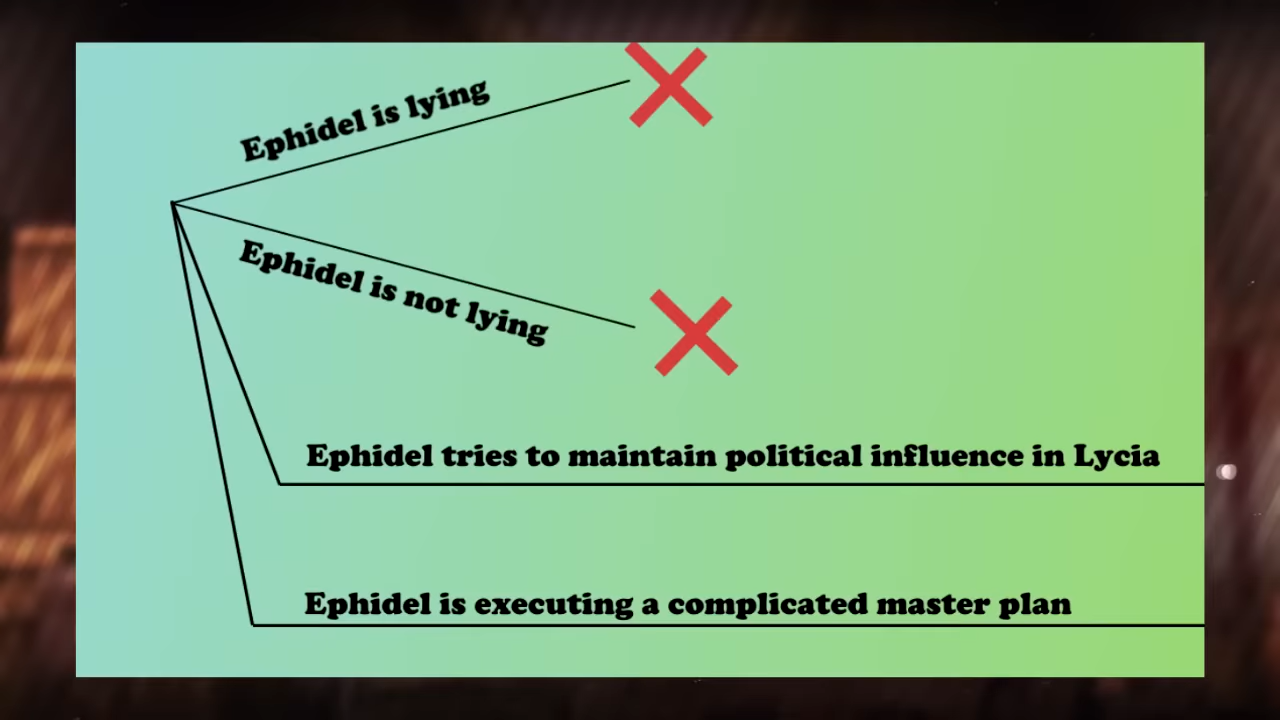 Ephidel is lying
Ephidel is not lying
Ephidel tries to maintain political influence in Lycia
Ephidel is executing a complicated master plan